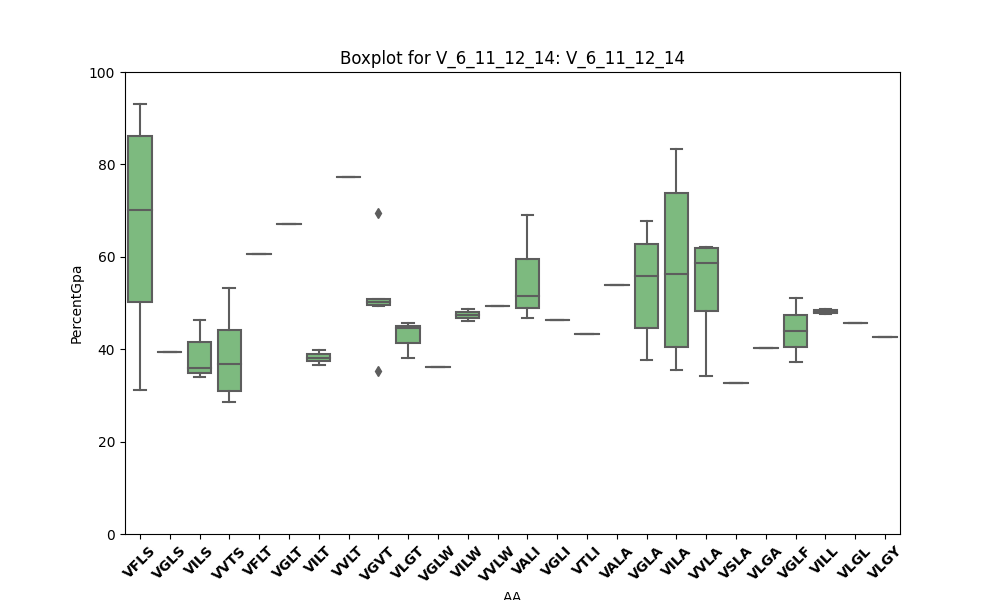 Boxplot for V_6_11_12_14: V_6_11_12_14
100
80
60
40
20
0
PercentGpa
VFLS VGLS VILS VVTS VFLT VGLT VILT VVLT VGVT VLGT VGLW VILW VVLW VALI VGLI VTLI VALA VGLA VILA VVLA VSLA VLGA VGLF VILL VLGL VLGY
AA